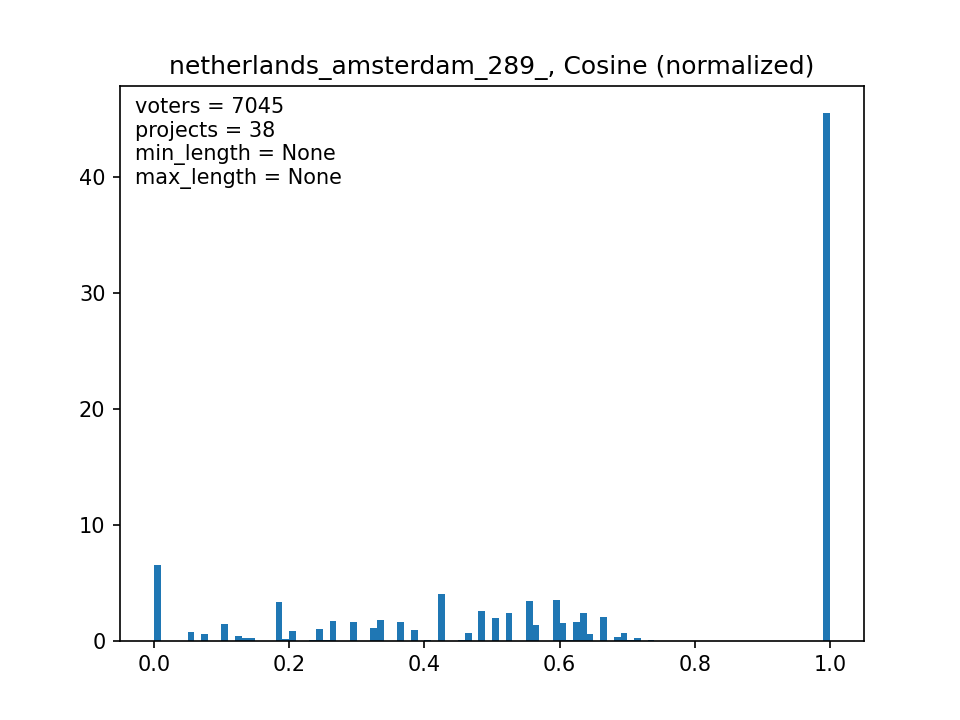 netherlands_amsterdam_289_, Cosine (normalized)
voters = 7045
projects = 38
min_length = None
max_length = None
40
30
20
10
0
0.0 0.2 0.4 0.6 0.8 1.0